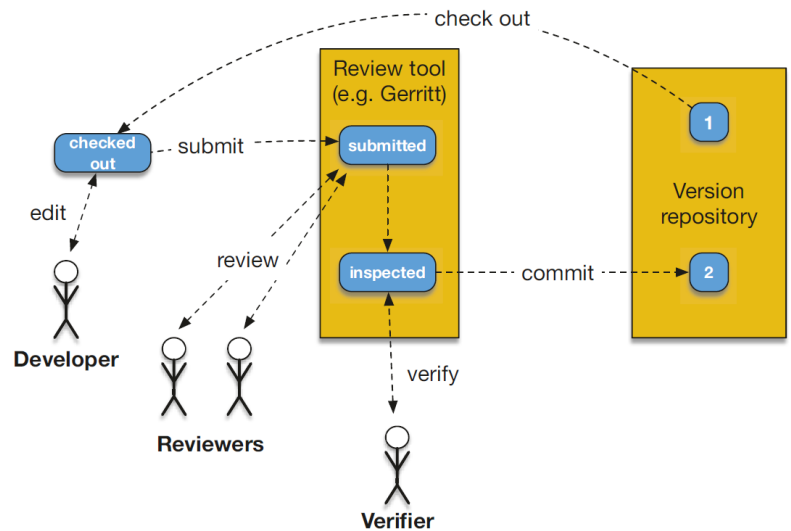 check out
Review tool
(e.g. Gerritt)
1
checked
out
submit
submitted
Version
repository
edit
review
inspected
commit
2
Developer
verify
Reviewers
Verifier